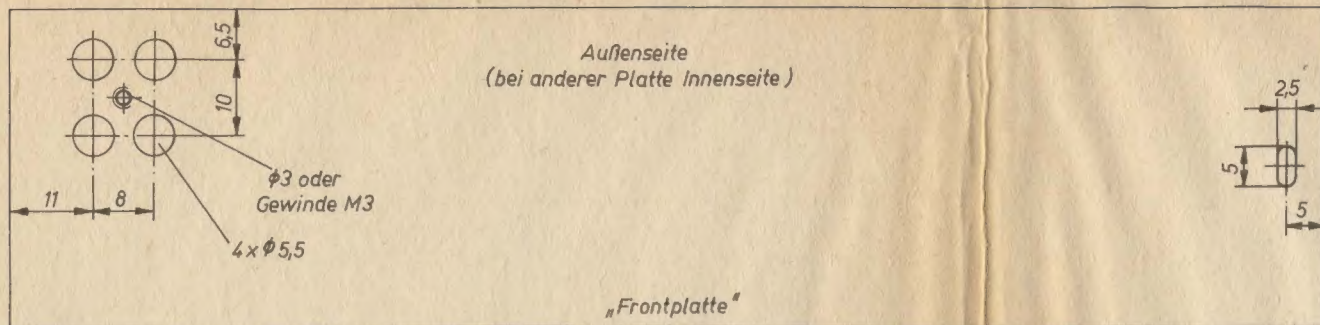 6,5
Außenseite
(bei anderer Platte Innenseite)
10
2,5
ϕ3 oder
Gewinde M3
5
11
8
5
4x ϕ5,5
„Frontplatte“